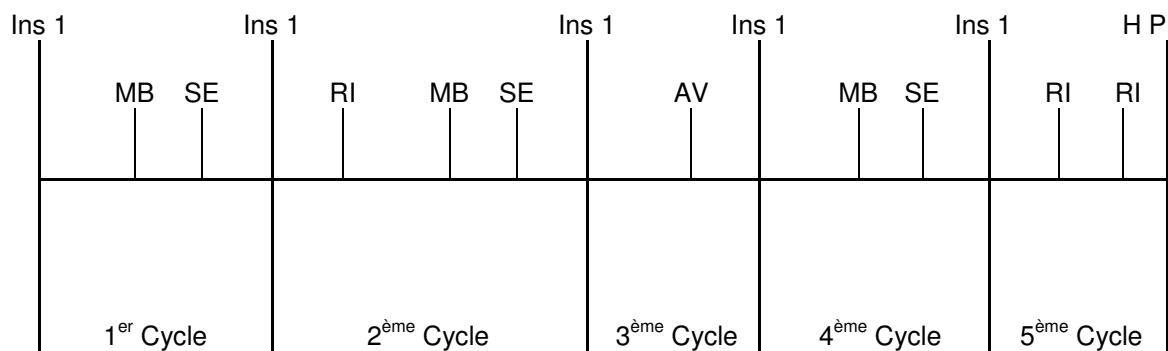 Ins 1 Ins 1 Ins 1 Ins 1 Ins 1 H P
MB SE RI MB SE AV MB SE RI RI
1er Cycle 2ème Cycle 3ème Cycle 4ème Cycle 5ème Cycle